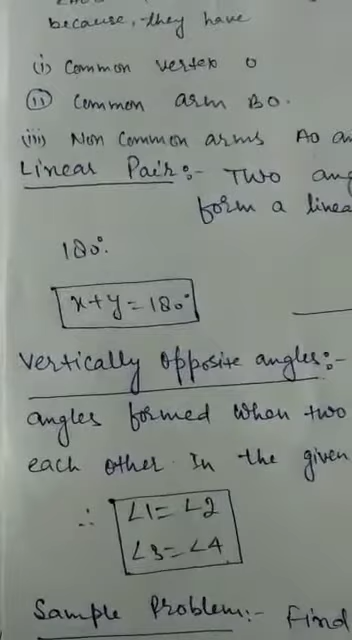 because, they have
(i) Common vertex O
(ii) Common arm BO.
(iii) Non Common arms AO
Linear Pair:- Two
form a
180°.
x+y=180°
Vertically opposite angles:-
angles formed when two
each other. In the given
∴ ∠1=∠2
∠3=∠4
Sample Problem:- Find